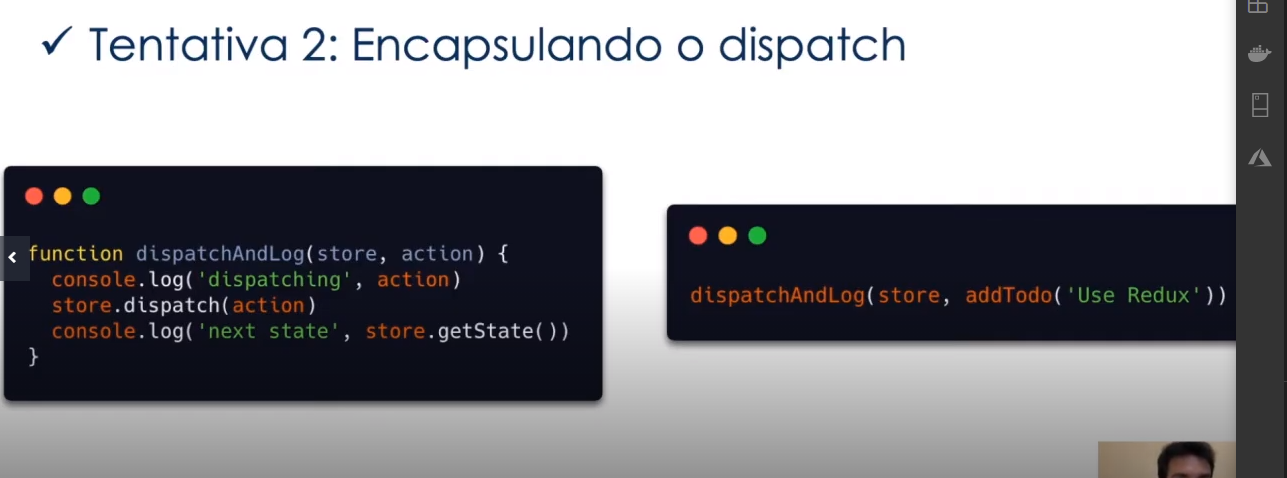 ✓ Tentativa 2: Encapsulando o dispatch
function dispatchAndLog(store, action) {
  console.log('dispatching', action)
  store.dispatch(action)
  console.log('next state', store.getState())
}
dispatchAndLog(store, addTodo('Use Redux'))